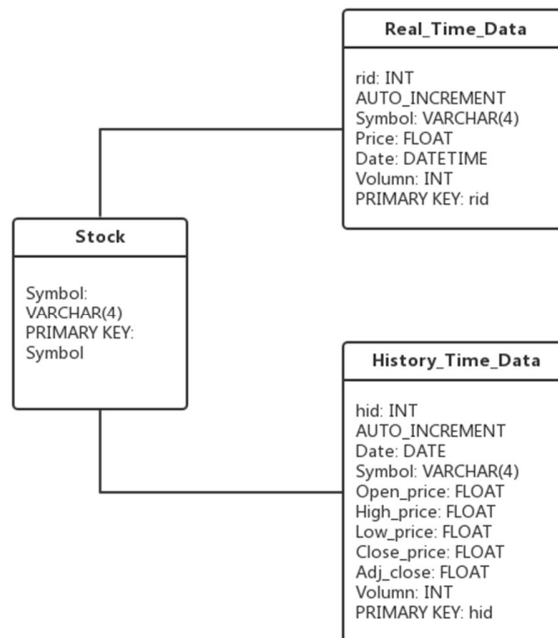 Real_Time_Data
rid: INT
AUTO_INCREMENT
Symbol: VARCHAR(4)
Price: FLOAT
Date: DATETIME
Volumn: INT
PRIMARY KEY: rid
Stock
Symbol:
VARCHAR(4)
PRIMARY KEY:
Symbol
History_Time_Data
hid: INT
AUTO_INCREMENT
Date: DATE
Symbol: VARCHAR(4)
Open_price: FLOAT
High_price: FLOAT
Low_price: FLOAT
Close_price: FLOAT
Adj_close: FLOAT
Volumn: INT
PRIMARY KEY: hid